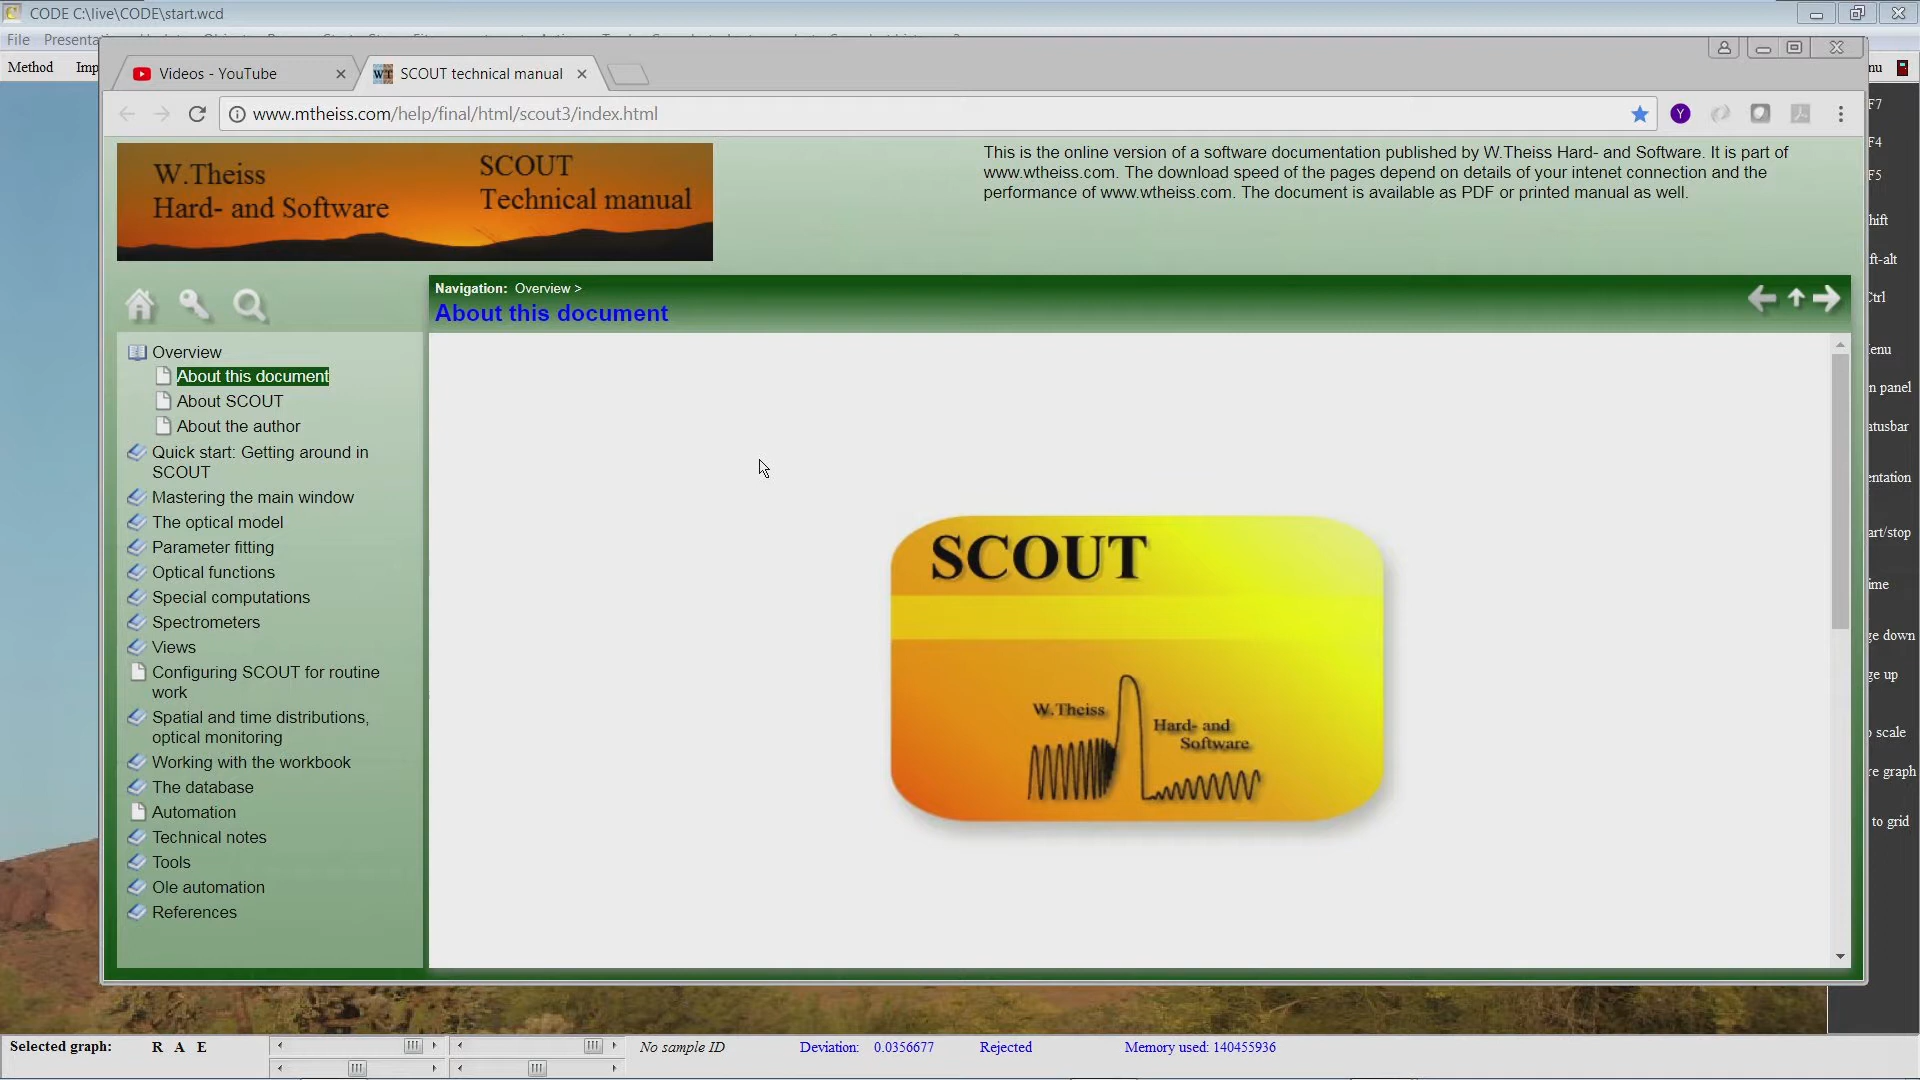 CODE C:\live\CODE\start.wcd
File
Method
Videos - YouTube
SCOUT technical manual
www.mtheiss.com/help/final/html/scout3/index.html
Y
W.Theiss
Hard- and Software
SCOUT
Technical manual
This is the online version of a software documentation published by W.Theiss Hard- and Software. It is part of
www.wtheiss.com. The download speed of the pages depend on details of your intenet connection and the
performance of www.wtheiss.com. The document is available as PDF or printed manual as well.
Navigation: Overview >
About this document
Overview
About this document
About SCOUT
About the author
Quick start: Getting around in
SCOUT
Mastering the main window
The optical model
Parameter fitting
Optical functions
Special computations
Spectrometers
Views
Configuring SCOUT for routine
work
Spatial and time distributions,
optical monitoring
Working with the workbook
The database
Automation
Technical notes
Tools
Ole automation
References
SCOUT
W.Theiss
Hard- and
Software
F7
F4
F5
Selected graph: R A E
No sample ID
Deviation: 0.0356677
Rejected
Memory used: 140455936